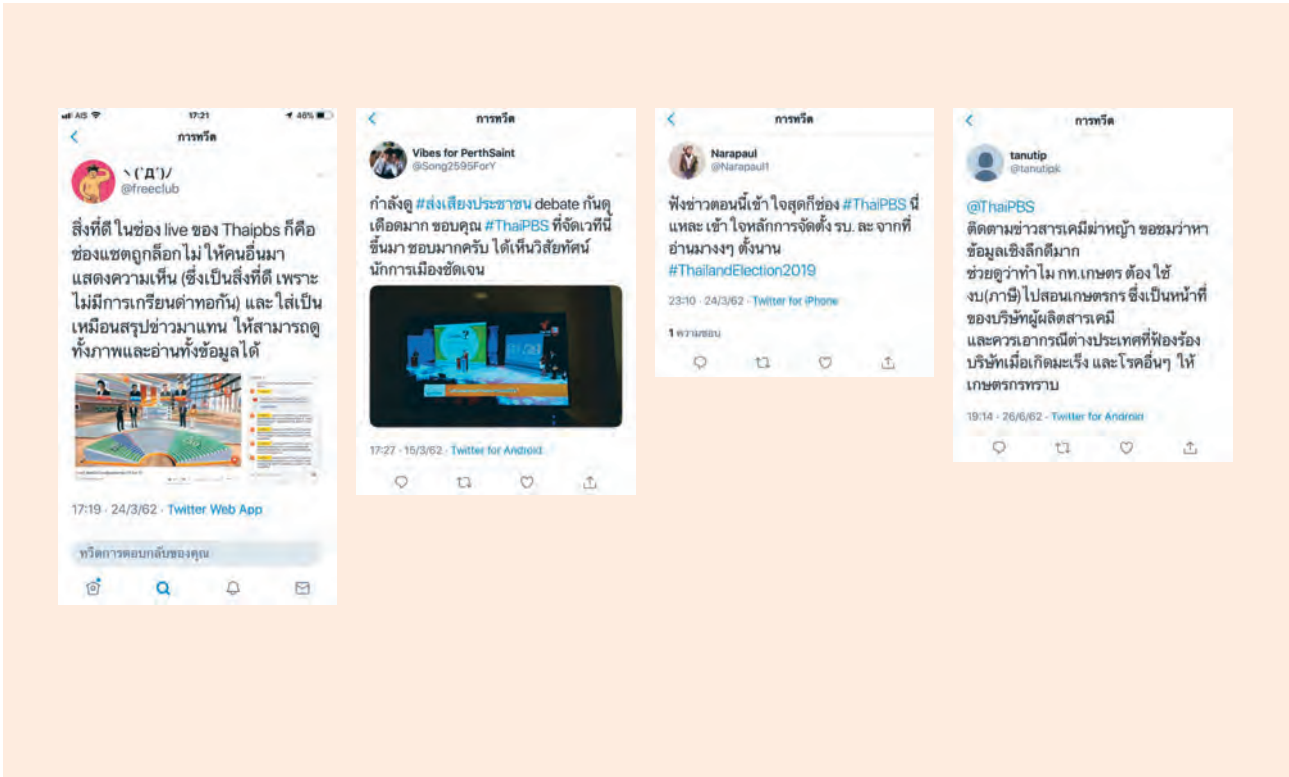 AIS 17:21 46%
การทวีต
ヽ('Д')ﾉ
@freeclub
สิ่งที่ดี ในช่อง live ของ Thaipbs ก็คือ
ช่องแชตถูกล็อกไม่ ให้คนอื่นมา
แสดงความเห็น (ซึ่งเป็นสิ่งที่ดี เพราะ
ไม่มีการเกรียนด่าทอกัน) และ ใส่เป็น
เหมือนสรุปข่าวมาแทน ให้สามารถดู
ทั้งภาพและอ่านทั้งข้อมูลได้
17:19 · 24/3/62 · Twitter Web App
ทวีตการตอบกลับของคุณ
การทวีต
Vibes for PerthSaint
@Song2595ForY
กำลังดู #ส่งเสียงประชาชน debate กันดุ
เดือดมาก ขอบคุณ #ThaiPBS ที่จัดเวทีนี้
ขึ้นมา ชอบมากครับ ได้เห็นวิสัยทัศน์
นักการเมืองชัดเจน
17:27 · 15/3/62 · Twitter for Android
การทวีต
Narapaul
@Narapaul1
ฟังข่าวตอนนี้เข้า ใจสุดก็ช่อง #ThaiPBS นี่
แหละ เข้า ใจหลักการจัดตั้ง รบ. ละ จากที่
อ่านมางงๆ ตั้งนาน
#ThailandElection2019
23:10 · 24/3/62 · Twitter for iPhone
1 ความชอบ
การทวีต
tanutip
@tanutipk
@ThaiPBS
ติดตามข่าวสารเคมีฆ่าหญ้า ขอชมว่าหา
ข้อมูลเชิงลึกดีมาก
ช่วยดูว่าทำไม กท.เกษตร ต้อง ใช้
งบ(ภาษี) ไปสอนเกษตรกร ซึ่งเป็นหน้าที่
ของบริษัทผู้ผลิตสารเคมี
และควรเอากรณีต่างประเทศที่ฟ้องร้อง
บริษัทเมื่อเกิดมะเร็ง และโรคอื่นๆ ให้
เกษตรกรทราบ
19:14 · 26/6/62 · Twitter for Android